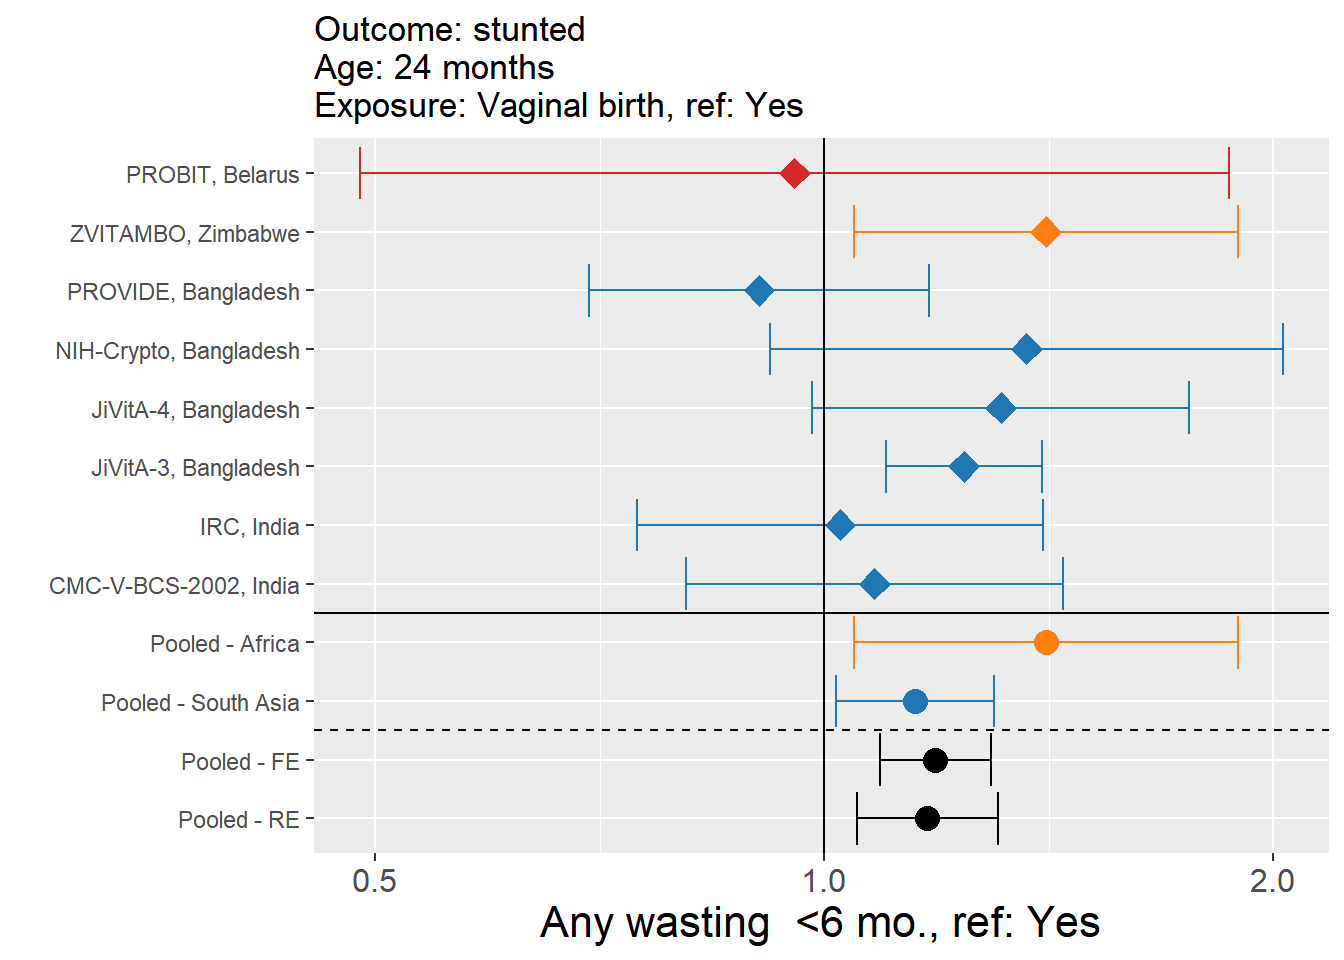 Outcome: stunted
Age: 24 months
Exposure: Vaginal birth, ref: Yes
PROBIT, Belarus
ZVITAMBO, Zimbabwe
PROVIDE, Bangladesh
NIH-Crypto, Bangladesh
JiVitA-4, Bangladesh
JiVitA-3, Bangladesh
IRC, India
CMC-V-BCS-2002, India
Pooled - Africa
Pooled - South Asia
Pooled - FE
Pooled - RE
0.5 1.0 2.0
Any wasting  <6 mo., ref: Yes